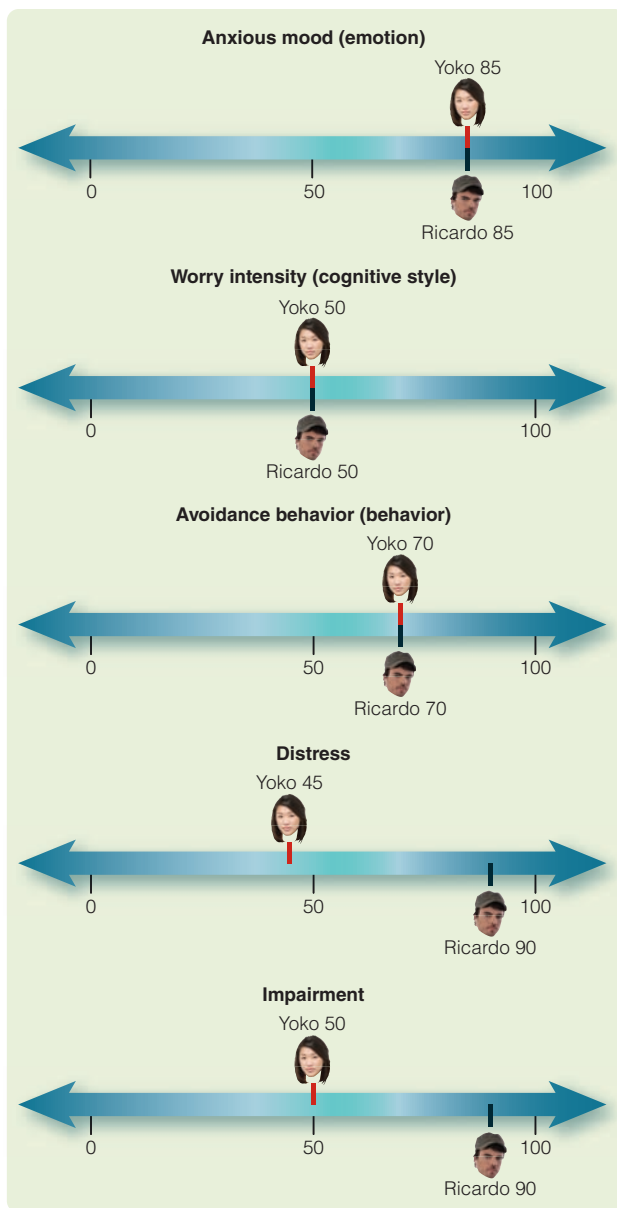 Anxious mood (emotion)
Yoko 85
0 50 100
Ricardo 85
Worry intensity (cognitive style)
Yoko 50
0 100
Ricardo 50
Avoidance behavior (behavior)
Yoko 70
0 50 100
Ricardo 70
Distress
Yoko 45
0 50 100
Ricardo 90
Impairment
Yoko 50
0 50 100
Ricardo 90